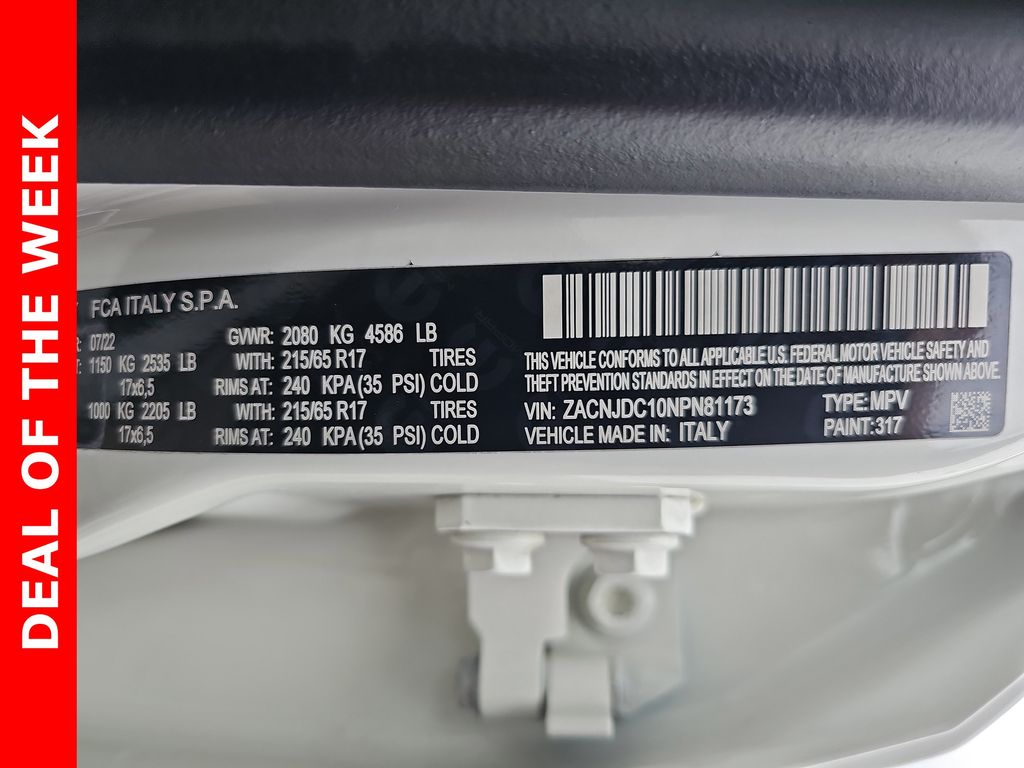 DEAL OF THE WEEK
FCA ITALY S.P.A.
07/22 GVWR: 2080 KG 4586 LB
1150 KG 2535 LB WITH: 215/65 R17 TIRES
17x6,5 RIMS AT: 240 KPA(35 PSI) COLD
1000 KG 2205 LB WITH: 215/65 R17 TIRES
17x6,5 RIMS AT: 240 KPA(35 PSI) COLD
THIS VEHICLE CONFORMS TO ALL APPLICABLE U.S. FEDERAL MOTOR VEHICLE SAFETY AND
THEFT PREVENTION STANDARDS IN EFFECT ON THE DATE OF MANUFACTURE SHOWN ABOVE.
VIN: ZACNJDC10NPN81173 TYPE: MPV
VEHICLE MADE IN: ITALY PAINT: 317